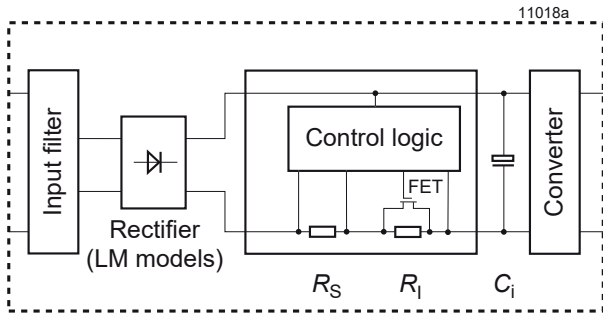 11018a
Input filter
Rectifier
(LM models)
Control logic
FET
Converter
RS
RI
Ci